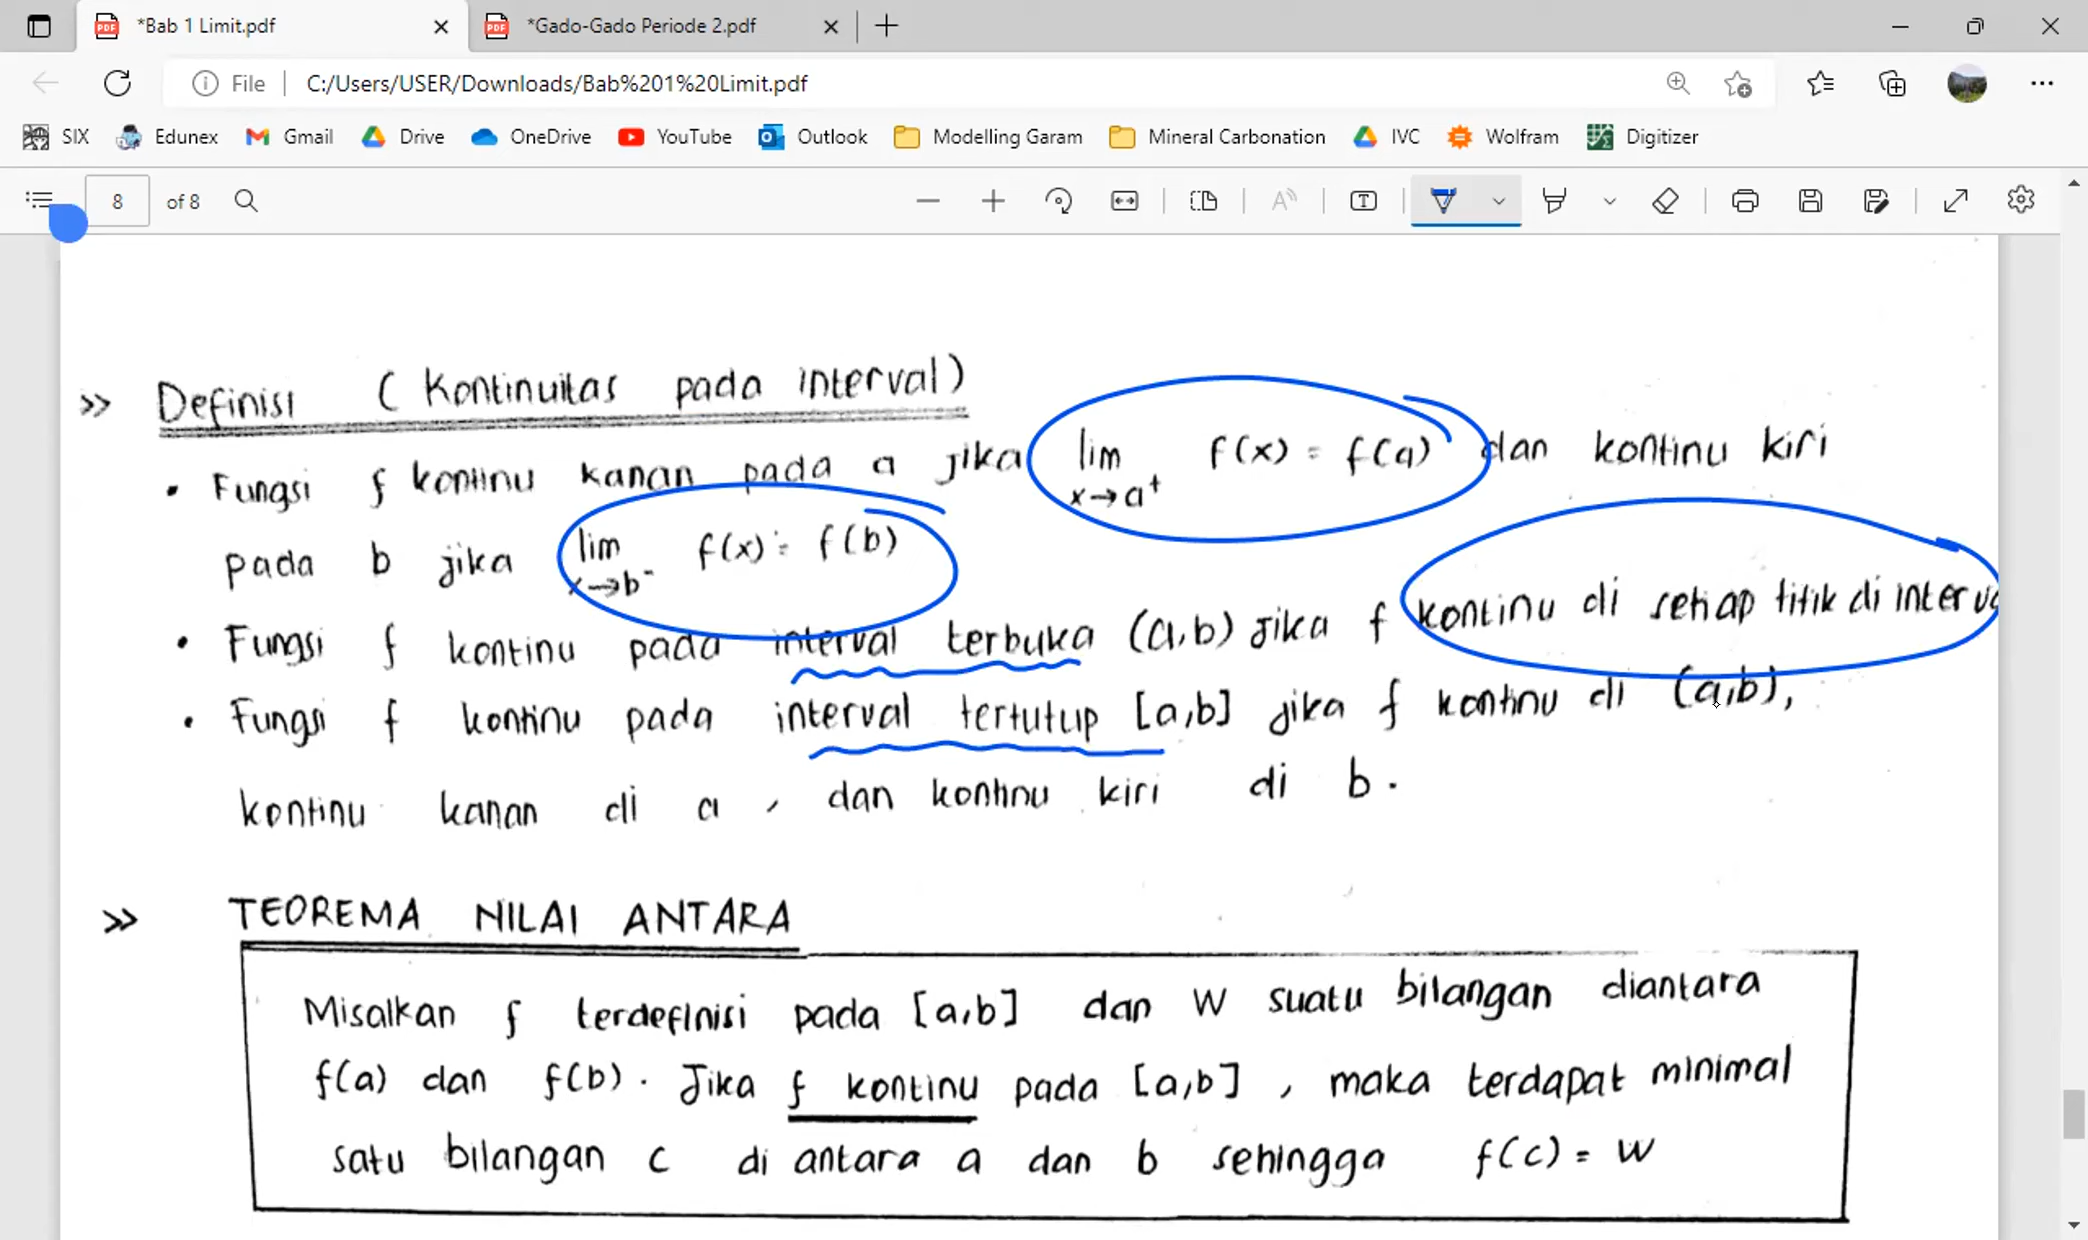 *Bab 1 Limit.pdf
*Gado-Gado Periode 2.pdf
File
C:/Users/USER/Downloads/Bab%201%20Limit.pdf
SIX Edunex Gmail Drive OneDrive YouTube Outlook Modelling Garam Mineral Carbonation IVC Wolfram Digitizer
8 of 8
>> Definisi ( Kontinuitas pada interval)
• Fungsi f kontinu kanan pada a jika lim x→a⁺ f(x) = f(a) dan kontinu kiri
pada b jika lim x→b⁻ f(x) = f(b)
• Fungsi f kontinu pada interval terbuka (a,b) jika f kontinu di setiap titik di interva
• Fungsi f kontinu pada interval tertutup [a,b] jika f kontinu di (a,b),
kontinu kanan di a, dan kontinu kiri di b.
>> TEOREMA NILAI ANTARA
Misalkan f terdefinisi pada [a,b] dan W suatu bilangan diantara
f(a) dan f(b). Jika f kontinu pada [a,b], maka terdapat minimal
satu bilangan c di antara a dan b sehingga f(c) = W